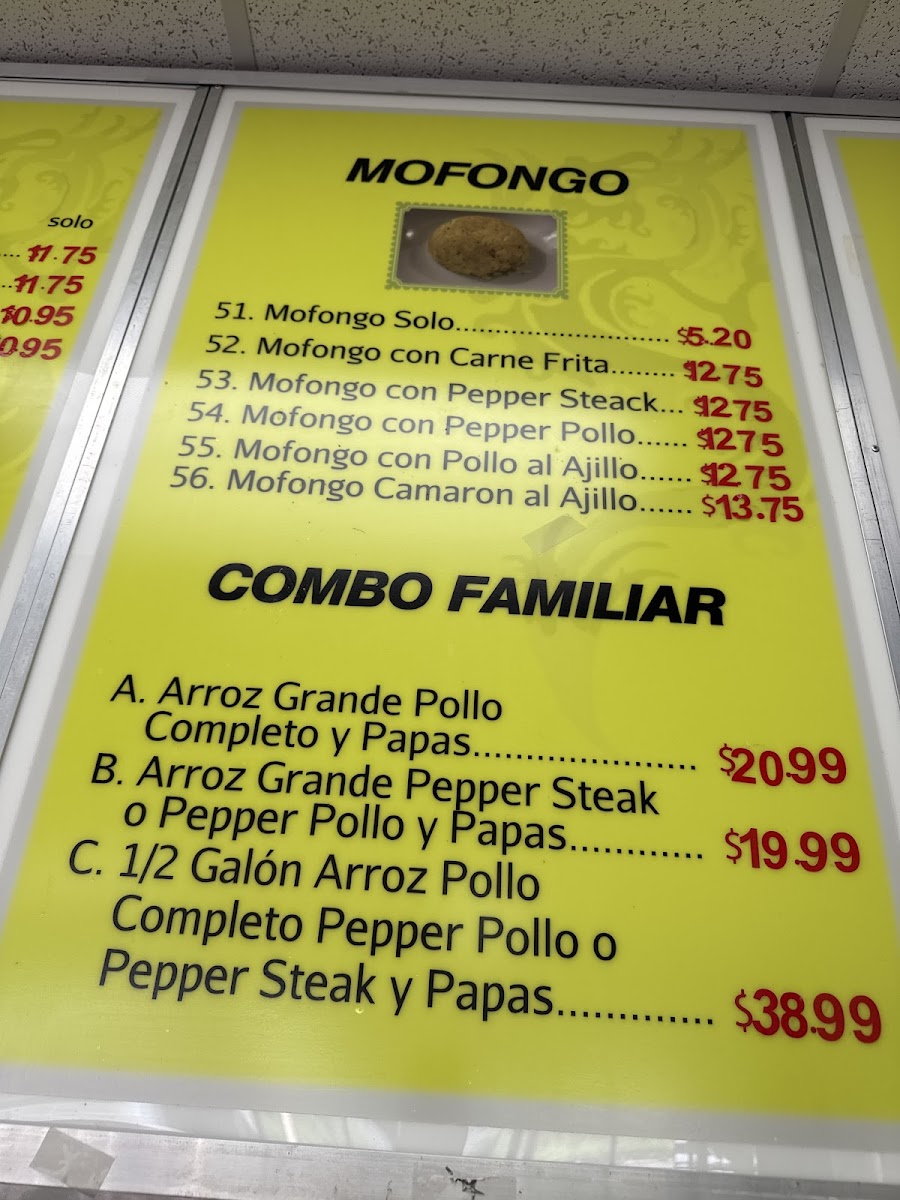 solo
.... 11.75
...11.75
10.95
0.95
MOFONGO
51. Mofongo Solo........................... $5.20
52. Mofongo con Carne Frita........ $12.75
53. Mofongo con Pepper Steack... $12.75
54. Mofongo con Pepper Pollo...... $12.75
55. Mofongo con Pollo al Ajillo...... $12.75
56. Mofongo Camaron al Ajillo...... $13.75
COMBO FAMILIAR
A. Arroz Grande Pollo
Completo y Papas..................... $20.99
B. Arroz Grande Pepper Steak
o Pepper Pollo y Papas............ $19.99
C. 1/2 Galón Arroz Pollo
Completo Pepper Pollo o
Pepper Steak y Papas............. $38.99